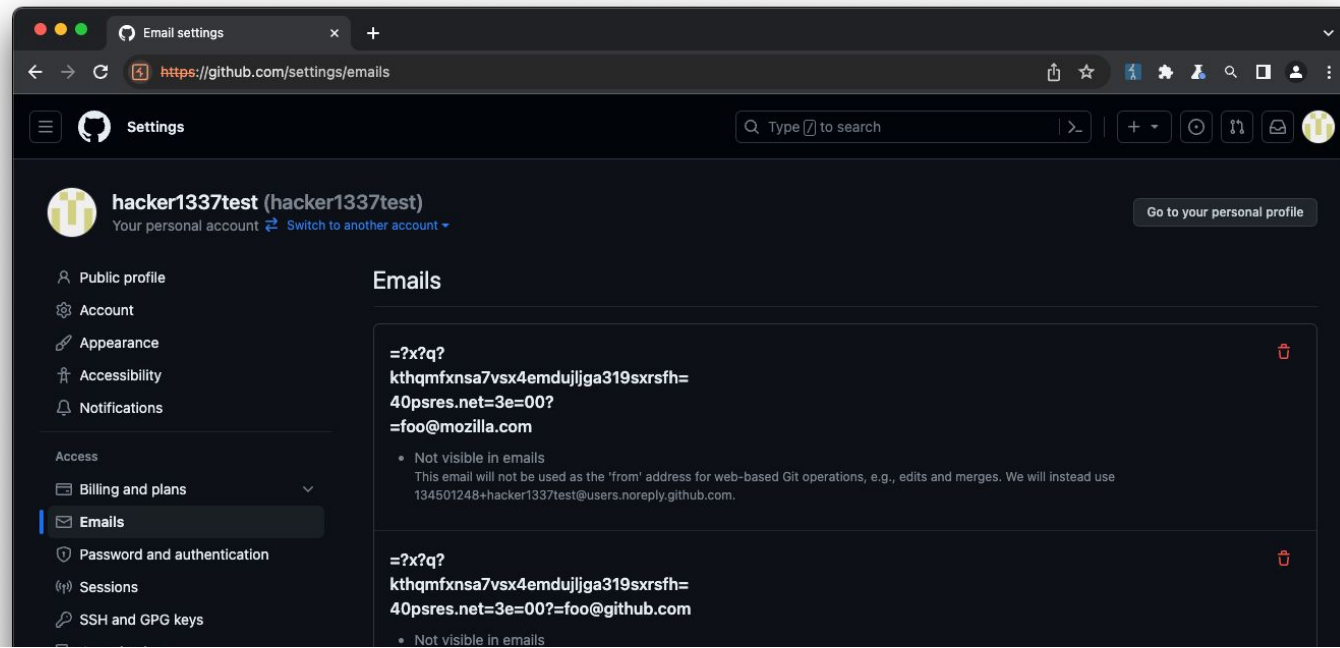 Email settings
https://github.com/settings/emails
Settings
Type / to search
hacker1337test (hacker1337test)
Your personal account Switch to another account
Go to your personal profile
Public profile
Account
Appearance
Accessibility
Notifications
Access
Billing and plans
Emails
Password and authentication
Sessions
SSH and GPG keys
Emails
=?x?q?
kthqmfxnsa7vsx4emdujljga319sxrsfh=
40psres.net=3e=00?
=foo@mozilla.com
• Not visible in emails
This email will not be used as the 'from' address for web-based Git operations, e.g., edits and merges. We will instead use
134501248+hacker1337test@users.noreply.github.com.
=?x?q?
kthqmfxnsa7vsx4emdujljga319sxrsfh=
40psres.net=3e=00?=foo@github.com
• Not visible in emails